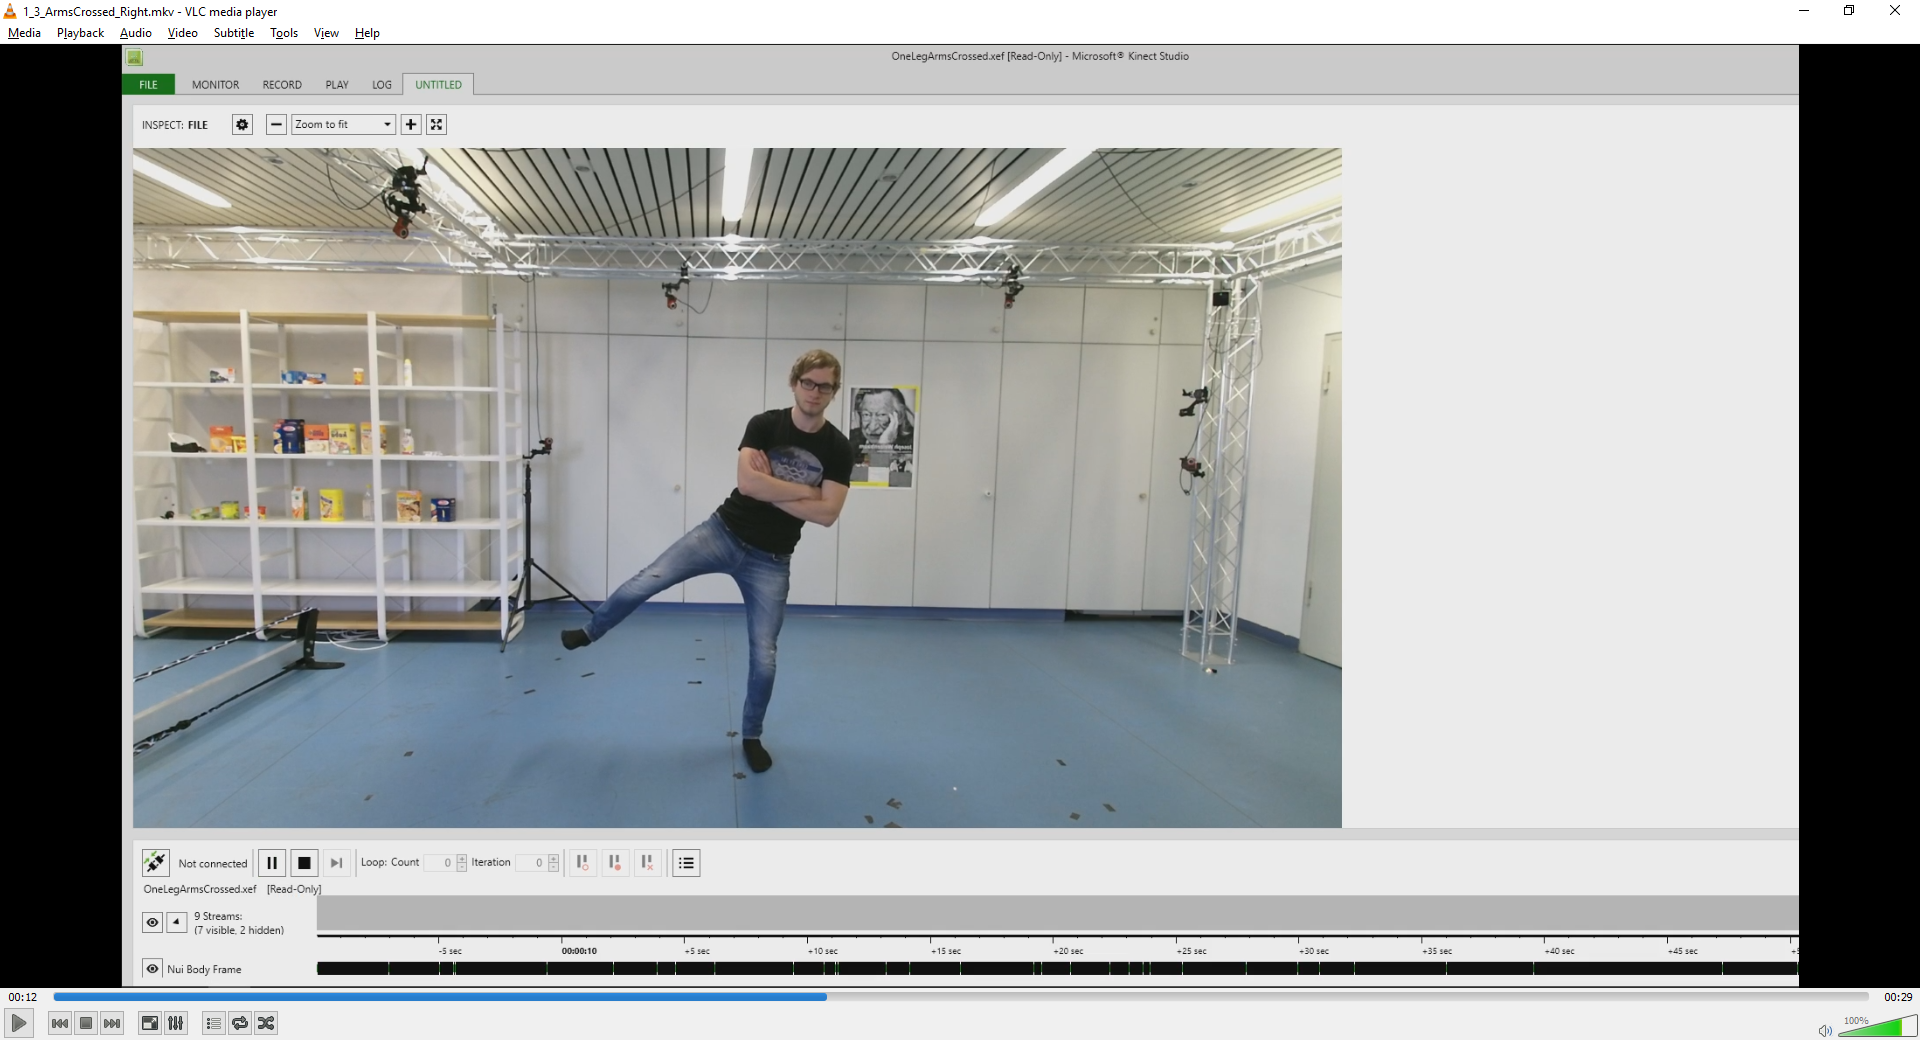 1_3_ArmsCrossed_Right.mkv - VLC media player
Media Playback Audio Video Subtitle Tools View Help
OneLegArmsCrossed.xef [Read-Only] - Microsoft® Kinect Studio
FILE MONITOR RECORD PLAY LOG UNTITLED
INSPECT: FILE Zoom to fit
Not connected Loop: Count 0 Iteration 0
OneLegArmsCrossed.xef [Read-Only]
9 Streams:
(7 visible, 2 hidden)
-5 sec 00:00:10 +5 sec +10 sec +15 sec +20 sec +25 sec +30 sec +35 sec +40 sec +45 sec
Nui Body Frame
00:12 00:29
100%